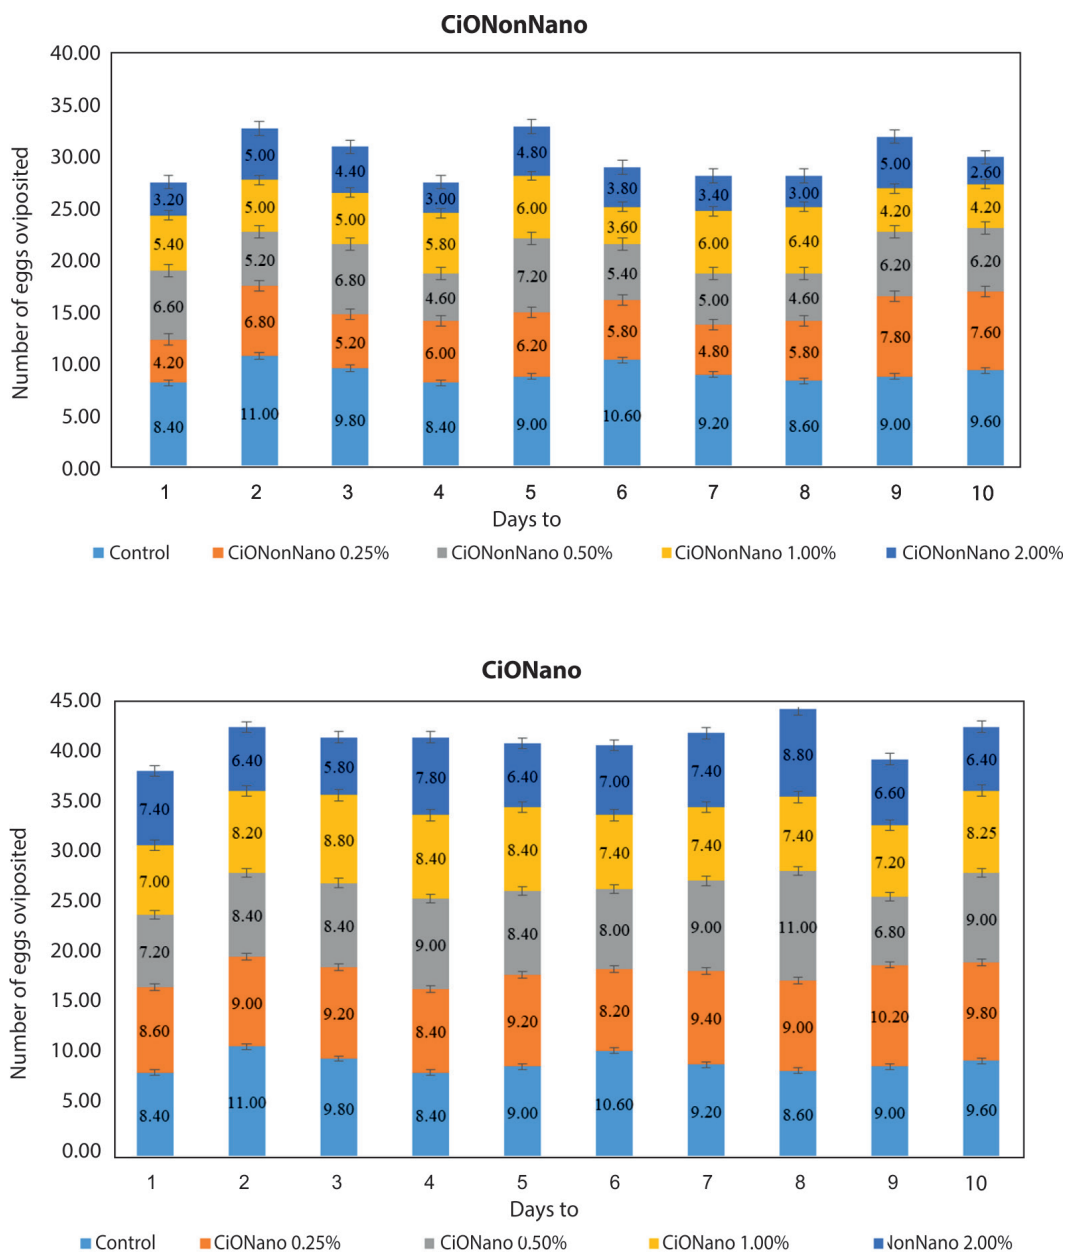 CiONonNano
40.00
35.00
30.00
25.00
20.00
15.00
10.00
5.00
0.00
Number of eggs oviposited
3.20 5.00 4.40 3.00 4.80 3.80 3.40 3.00 5.00 2.60
5.40 5.00 5.00 5.80 6.00 3.60 6.00 6.40 4.20 4.20
6.60 5.20 6.80 4.60 7.20 5.40 5.00 4.60 6.20 6.20
4.20 6.80 5.20 6.00 6.20 5.80 4.80 5.80 7.80 7.60
8.40 11.00 9.80 8.40 9.00 10.60 9.20 8.60 9.00 9.60
1 2 3 4 5 6 7 8 9 10
Days to
Control CiONonNano 0.25% CiONonNano 0.50% CiONonNano 1.00% CiONonNano 2.00%
CiONano
45.00
40.00
35.00
30.00
25.00
20.00
15.00
10.00
5.00
0.00
Number of eggs oviposited
7.40 6.40 5.80 7.80 6.40 7.00 7.40 8.80 6.60 6.40
7.00 8.20 8.80 8.40 8.40 7.40 7.40 7.40 7.20 8.25
7.20 8.40 8.40 9.00 8.40 8.00 9.00 11.00 6.80 9.00
8.60 9.00 9.20 8.40 9.20 8.20 9.40 9.00 10.20 9.80
8.40 11.00 9.80 8.40 9.00 10.60 9.20 8.60 9.00 9.60
1 2 3 4 5 6 7 8 9 10
Days to
Control CiONano 0.25% CiONano 0.50% CiONano 1.00% NonNano 2.00%